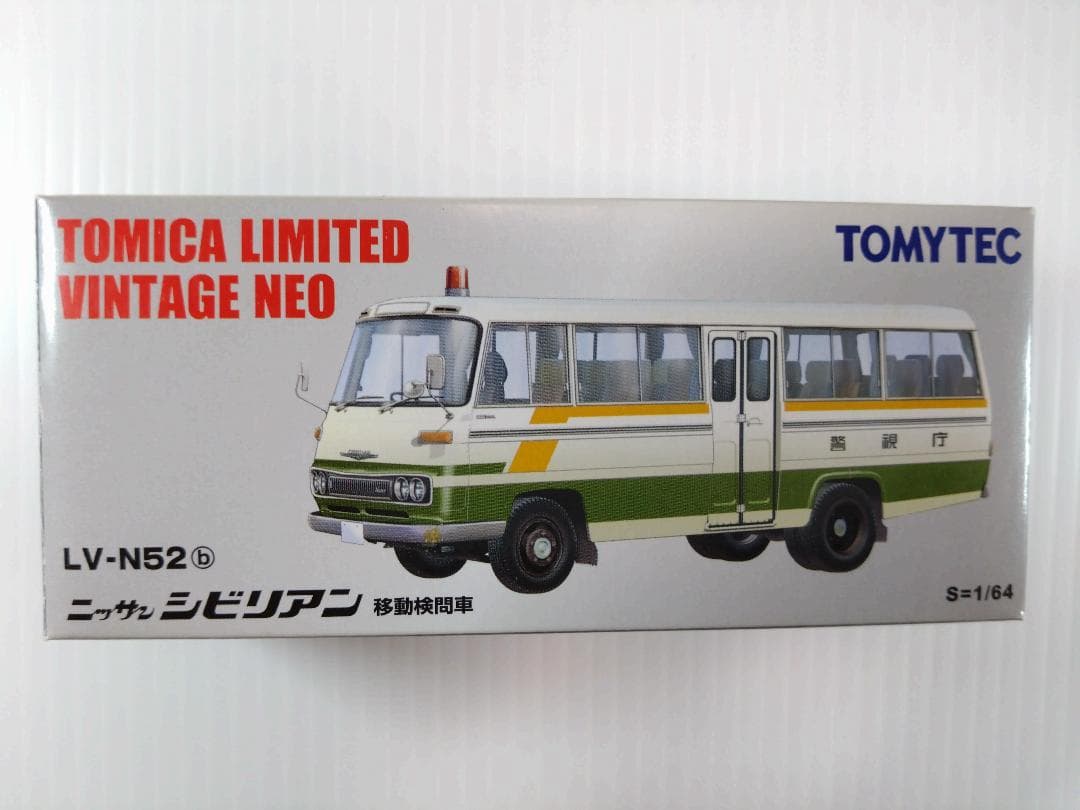 TOMICA LIMITED
VINTAGE NEO
TOMYTEC
警視庁
LV-N52ⓑ
ニッサン シビリアン 移動検問車
S=1/64